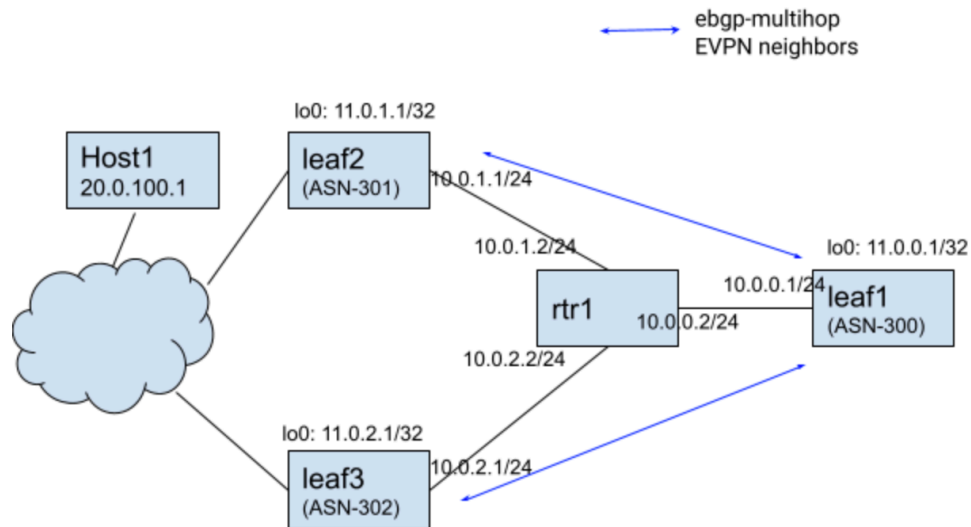 ebgp-multihop
EVPN neighbors
lo0: 11.0.1.1/32
Host1
20.0.100.1
leaf2
(ASN-301)
10.0.1.1/24
10.0.1.2/24
lo0: 11.0.0.1/32
rtr1
10.0.0.1/24
10.0.0.2/24
leaf1
(ASN-300)
10.0.2.2/24
lo0: 11.0.2.1/32
leaf3
(ASN-302)
10.0.2.1/24